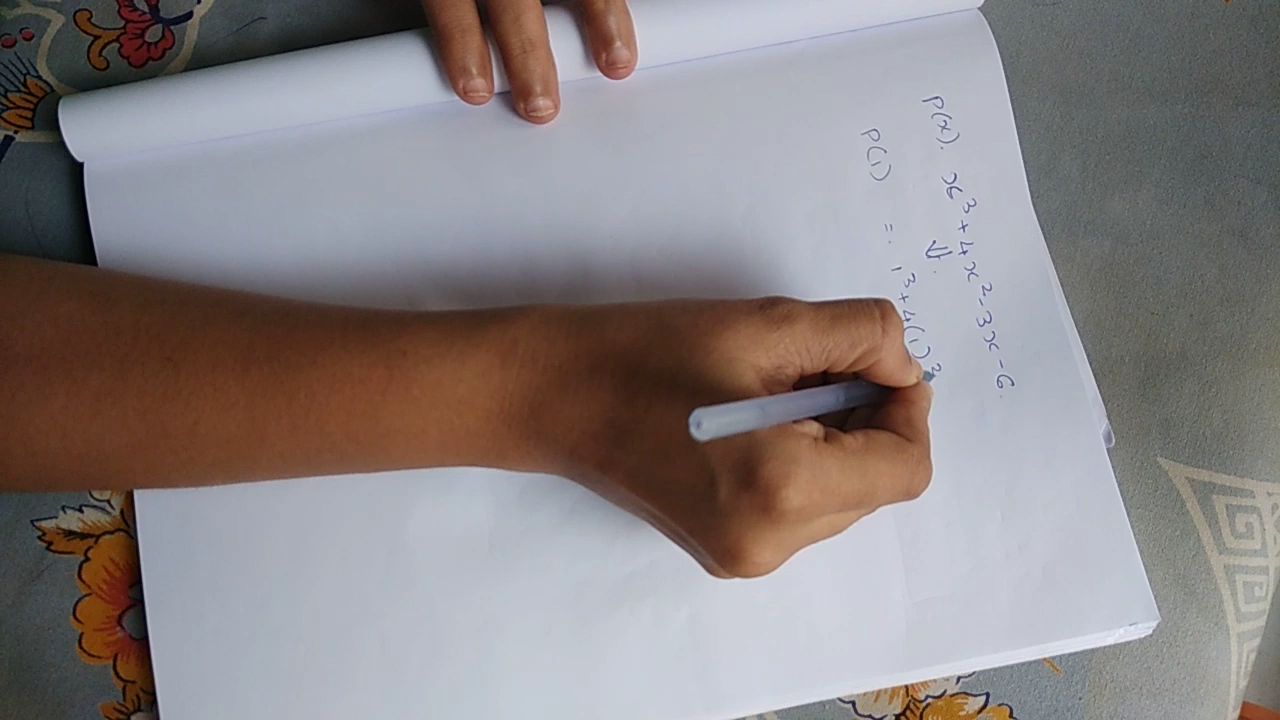 P(x). x³+4x²-3x-6.
⇓.
P(1) =. 1³+4(1)²